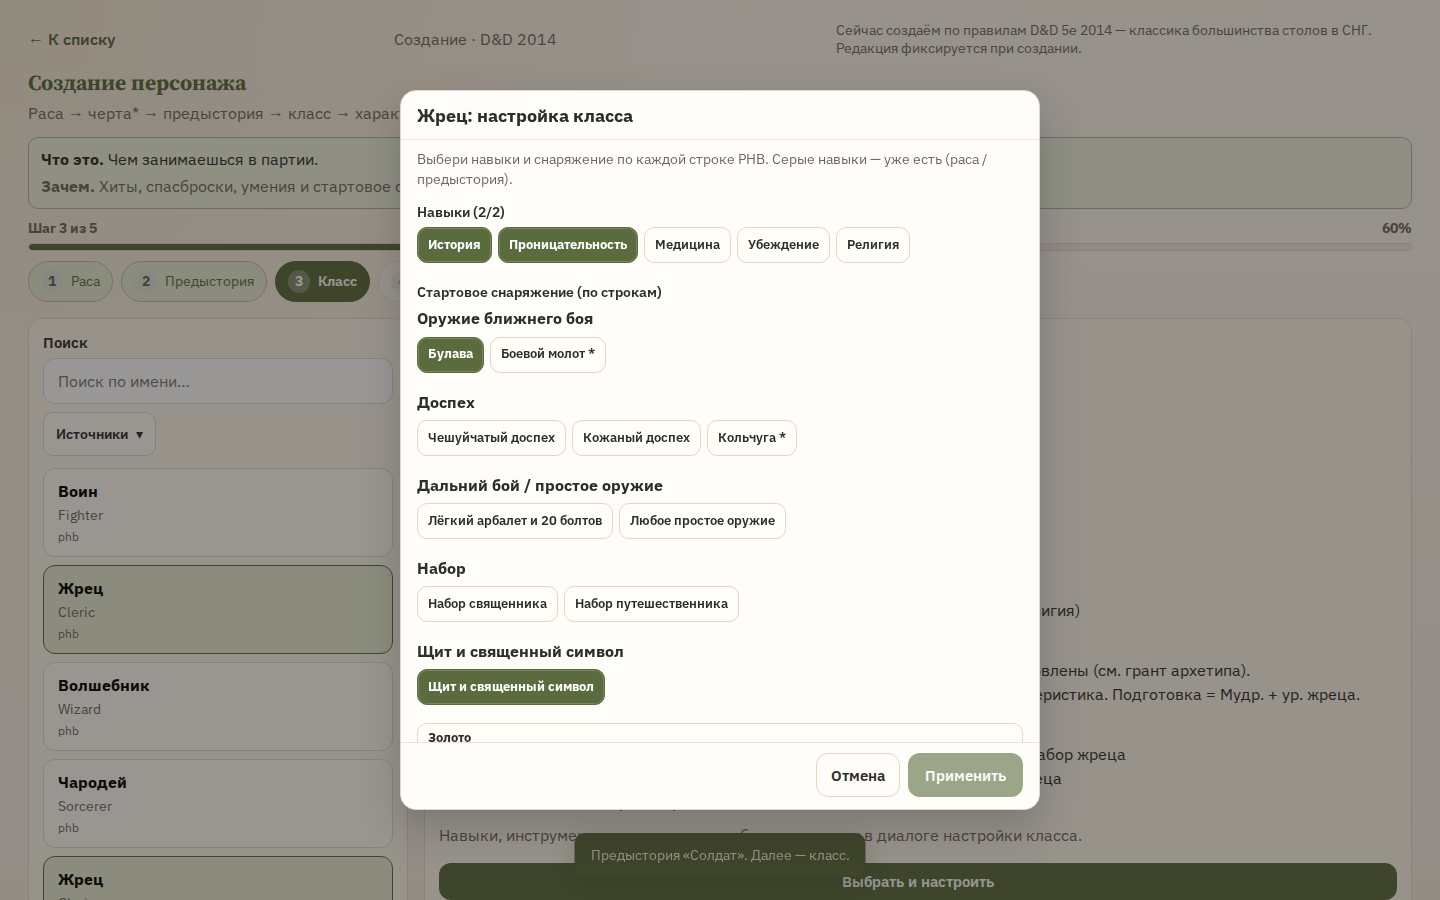 ← К списку
Создание · D&D 2014
Сейчас создаём по правилам D&D 5e 2014 — классика большинства столов в СНГ.
Редакция фиксируется при создании.
Создание персонажа
Раса → черта* → предыстория → класс →
Что это. Чем занимаешься в партии.
Зачем. Хиты, спасброски, умения и стартовое
Шаг 3 из 5
60%
1 Раса
2 Предыстория
3 Класс
Поиск
Поиск по имени...
Источники ▾
Воин
Fighter
phb
Жрец
Cleric
phb
Волшебник
Wizard
phb
Чародей
Sorcerer
phb
Жрец
Жрец: настройка класса
Выбери навыки и снаряжение по каждой строке PHB. Серые навыки — уже есть (раса /
предыстория).
Навыки (2/2)
История
Проницательность
Медицина
Убеждение
Религия
Стартовое снаряжение (по строкам)
Оружие ближнего боя
Булава
Боевой молот *
Доспех
Чешуйчатый доспех
Кожаный доспех
Кольчуга *
Дальний бой / простое оружие
Лёгкий арбалет и 20 болтов
Любое простое оружие
Набор
Набор священника
Набор путешественника
Щит и священный символ
Щит и священный символ
Золото
Отмена
Применить
игия)
овлены (см. грант архетипа).
еристика. Подготовка = Мудр. + ур. жреца.
абор жреца
еца
Навыки, в диалоге настройки класса.
Предыстория «Солдат». Далее — класс.
Выбрать и настроить